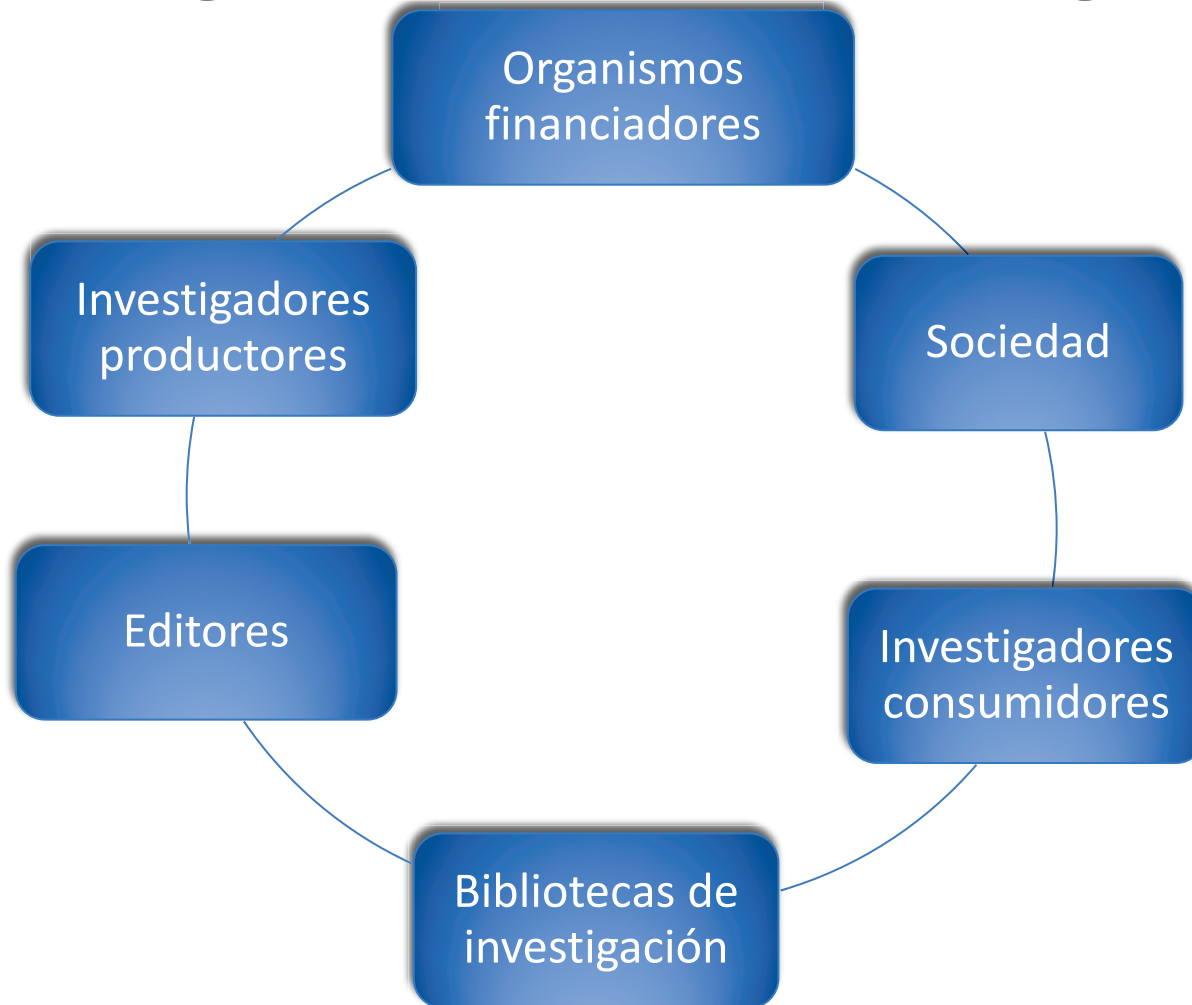 Organismos
financiadores
Investigadores
productores
Sociedad
Editores
Investigadores
consumidores
Bibliotecas de
investigación